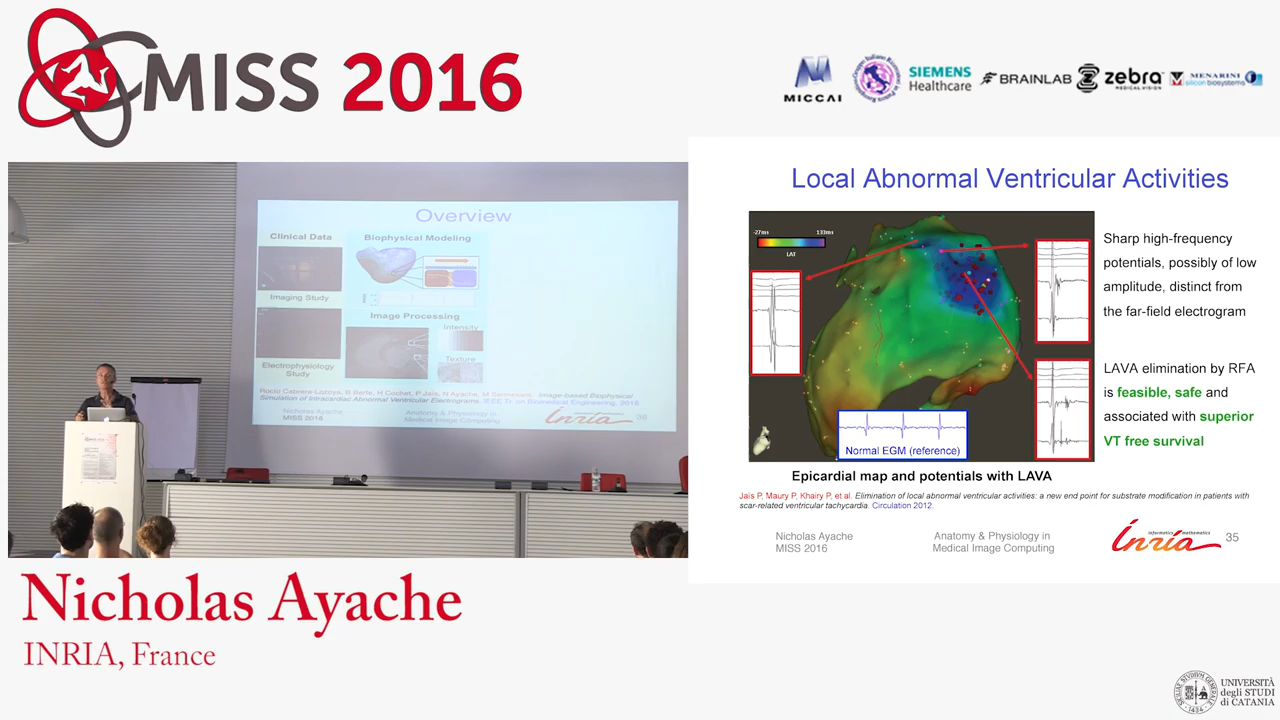 MISS 2016
MICCAI
SIEMENS
Healthcare
BRAINLAB
zebra
MEDICAL VISION
MENARINI
silicon biosystems
Overview
Clinical Data
Biophysical Modeling
Imaging Study
Image Processing
Intensity
Texture
Electrophysiology
Study
Rocio Cabrera-Lozoya, B Berte, H Cochet, P Jais, N Ayache, M Sermesant. Image-based Biophysical
Simulation of Intracardiac Abnormal Ventricular Electrograms. IEEE Tr. on Biomedical Engineering, 2016
Nicholas Ayache
MISS 2016
Anatomy & Physiology in
Medical Image Computing
Inria
36
Local Abnormal Ventricular Activities
-27ms
133ms
LAT
Normal EGM (reference)
Epicardial map and potentials with LAVA
Sharp high-frequency
potentials, possibly of low
amplitude, distinct from
the far-field electrogram
LAVA elimination by RFA
is feasible, safe and
associated with superior
VT free survival
Jaïs P, Maury P, Khairy P, et al. Elimination of local abnormal ventricular activities: a new end point for substrate modification in patients with
scar-related ventricular tachycardia. Circulation 2012.
Nicholas Ayache
MISS 2016
Anatomy & Physiology in
Medical Image Computing
informatics mathematics
Inria
35
Nicholas Ayache
INRIA, France
UNIVERSITÀ
degli STUDI
di CATANIA
1434